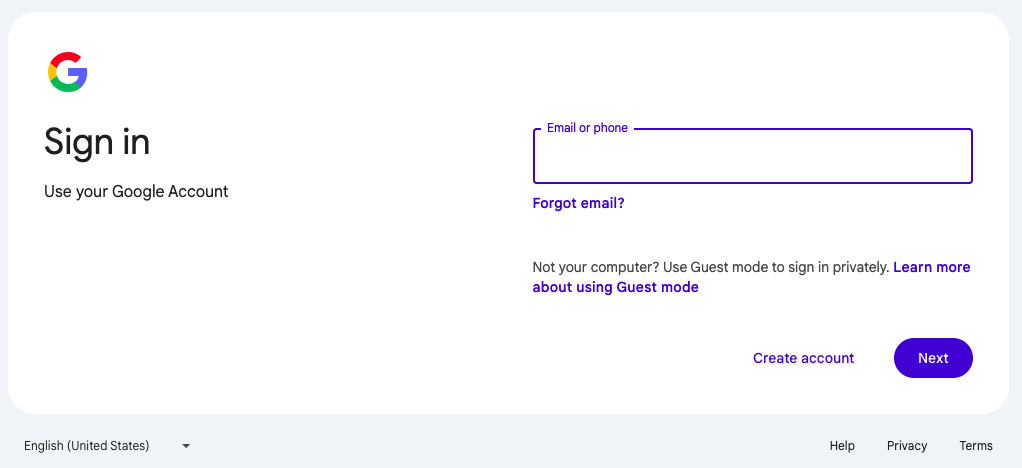 Sign in
Use your Google Account
Email or phone
Forgot email?
Not your computer? Use Guest mode to sign in privately. Learn more
about using Guest mode
Create account
Next
English (United States)
Help
Privacy
Terms